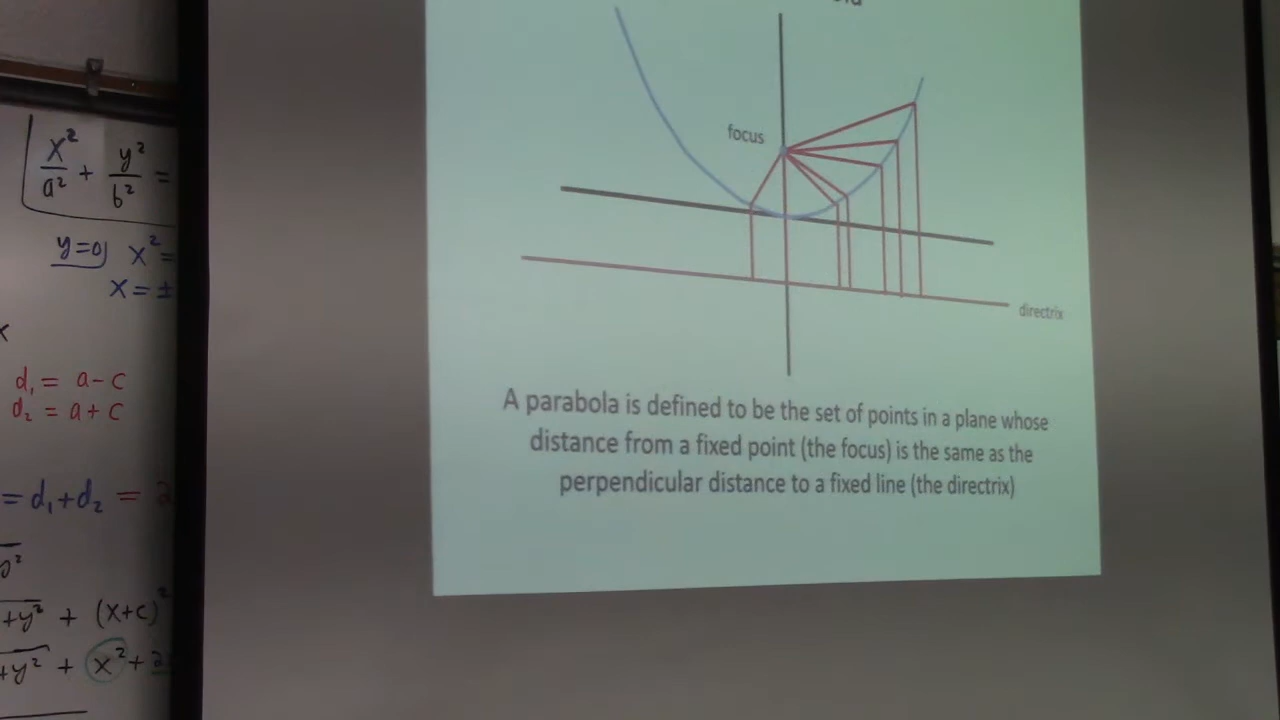 x²/a² + y²/b² =
y=0 x² =
x = ±
d₁ = a - c
d₂ = a + c
= d₁ + d₂ =
+y² + (x+c)²
+y² + x² + 2
focus
directrix
A parabola is defined to be the set of points in a plane whose
distance from a fixed point (the focus) is the same as the
perpendicular distance to a fixed line (the directrix)